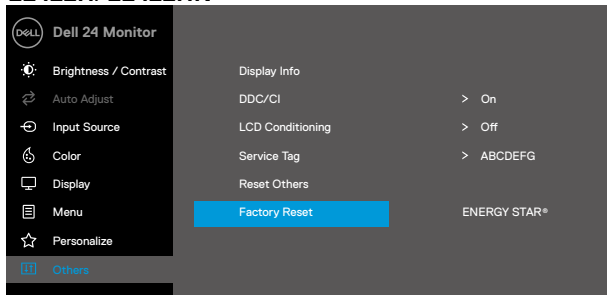 DELL Dell 24 Monitor
Brightness / Contrast
Auto Adjust
Input Source
Color
Display
Menu
Personalize
Others
Display Info
DDC/CI > On
LCD Conditioning > Off
Service Tag > ABCDEFG
Reset Others
Factory Reset ENERGY STAR®